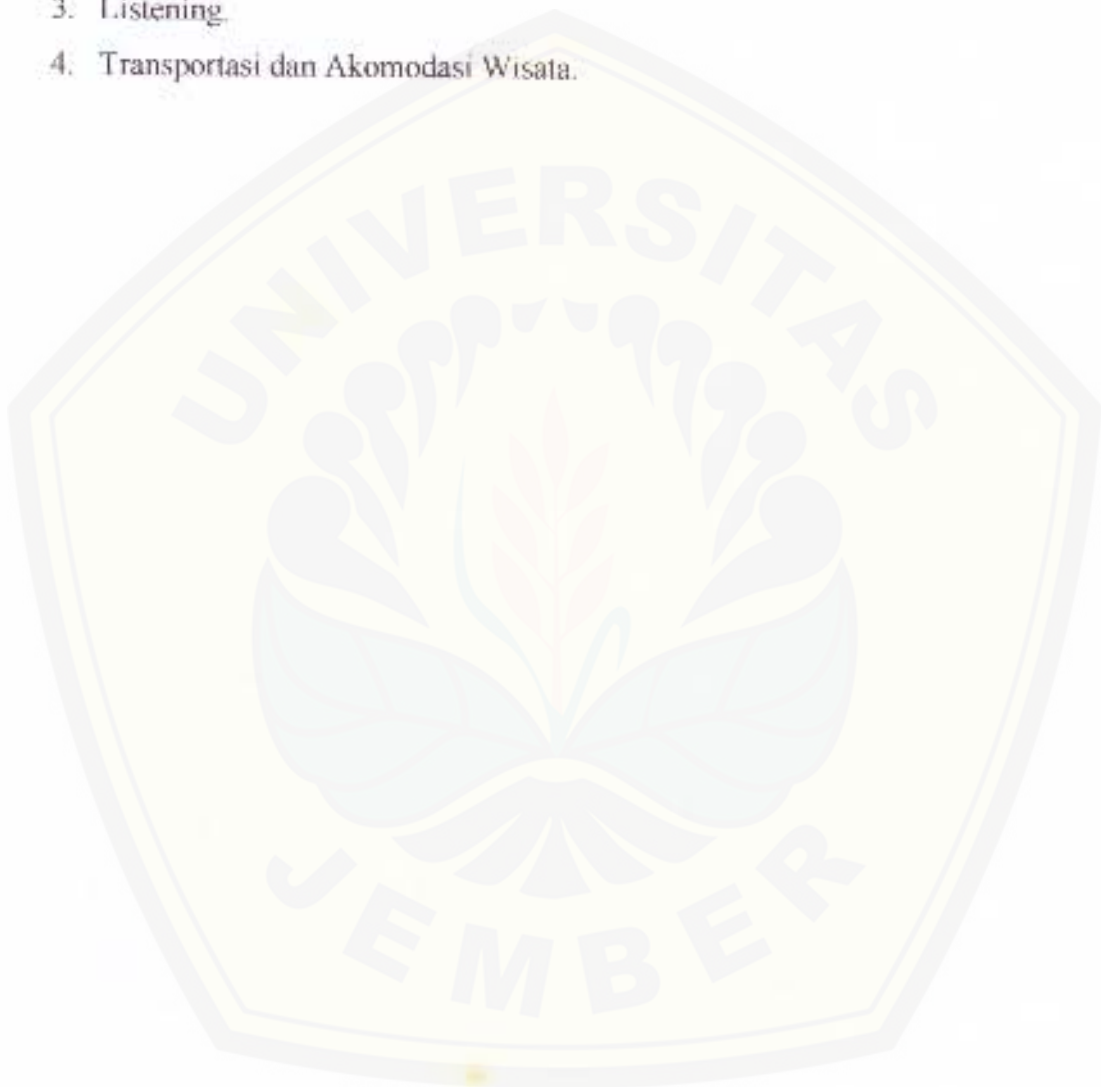 3. Listening.
4. Transportasi dan Akomodasi Wisata.
UNIVERSITAS
JEMBER